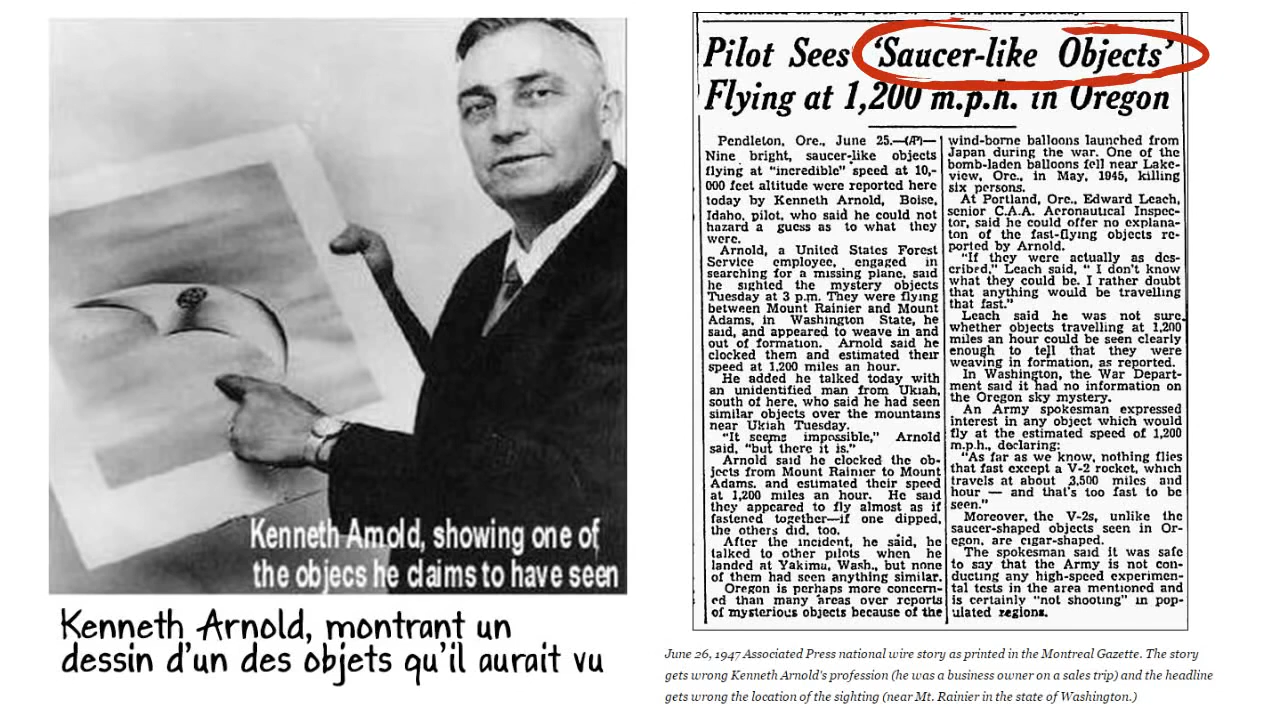 Kenneth Arnold, showing one of
the objecs he claims to have seen
Kenneth Arnold, montrant un
dessin d'un des objets qu'il aurait vu
Pilot Sees 'Saucer-like Objects'
Flying at 1,200 m.p.h. in Oregon
Pendleton, Ore., June 25.—(AP)—
Nine bright, saucer-like objects
flying at "incredible" speed at 10,-
000 feet altitude were reported here
today by Kenneth Arnold, Boise,
Idaho, pilot, who said he could not
hazard a guess as to what they
were.
Arnold, a United States Forest
Service employee, engaged in
searching for a missing plane, said
he sighted the mystery objects
Tuesday at 3 p.m. They were flying
between Mount Rainier and Mount
Adams, in Washington State, he
said, and appeared to weave in and
out of formation. Arnold said he
clocked them and estimated their
speed at 1,200 miles an hour.
He added he talked today with
an unidentified man from Ukiah,
south of here, who said he had seen
similar objects over the mountains
near Ukiah Tuesday.
"It seems impossible," Arnold
said, "but there it is."
Arnold said he clocked the ob-
jects from Mount Rainier to Mount
Adams, and estimated their speed
at 1,200 miles an hour. He said
they appeared to fly almost as if
fastened together—if one dipped,
the others did, too.
After the incident, he said, he
talked to other pilots when he
landed at Yakima, Wash., but none
of them had seen anything similar.
Oregon is perhaps more concern-
ed than many areas over reports
of mysterious objects because of the
wind-borne balloons launched from
Japan during the war. One of the
bomb-laden balloons fell near Lake-
view, Ore., in May, 1945, killing
six persons.
At Portland, Ore., Edward Leach,
senior C.A.A. Aeronautical Inspec-
tor, said he could offer no explana-
tion of the fast-flying objects re-
ported by Arnold.
"If they were actually as des-
cribed," Leach said, " I don't know
what they could be. I rather doubt
that anything would be travelling
that fast."
Leach said he was not sure
whether objects travelling at 1,200
miles an hour could be seen clearly
enough to tell that they were
weaving in formation, as reported.
In Washington, the War Depart-
ment said it had no information on
the Oregon sky mystery.
An Army spokesman expressed
interest in any object which would
fly at the estimated speed of 1,200
m.p.h., declaring:
"As far as we know, nothing flies
that fast except a V-2 rocket, which
travels at about 3,500 miles and
hour — and that's too fast to be
seen."
Moreover, the V-2s, unlike the
saucer-shaped objects seen in Or-
egon, are cigar-shaped.
The spokesman said it was safe
to say that the Army is not con-
ducting any high-speed experimen-
tal tests in the area mentioned and
is certainly "not shooting" in pop-
ulated regions.
June 26, 1947 Associated Press national wire story as printed in the Montreal Gazette. The story
gets wrong Kenneth Arnold's profession (he was a business owner on a sales trip) and the headline
gets wrong the location of the sighting (near Mt. Rainier in the state of Washington.)